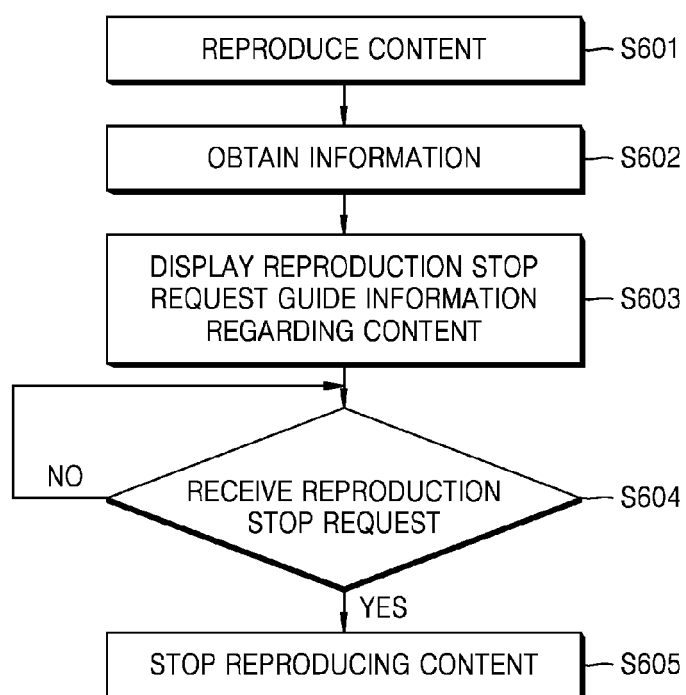 REPRODUCE CONTENT
S601
OBTAIN INFORMATION
S602
DISPLAY REPRODUCTION STOP
REQUEST GUIDE INFORMATION
REGARDING CONTENT
S603
NO
RECEIVE REPRODUCTION
STOP REQUEST
S604
YES
STOP REPRODUCING CONTENT
S605